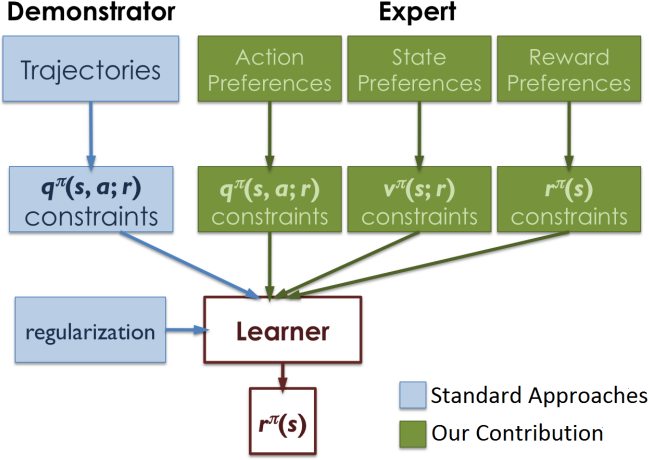 Demonstrator
Expert
Trajectories
Action
Preferences
State
Preferences
Reward
Preferences
qπ(s, a; r)
constraints
qπ(s, a; r)
constraints
vπ(s; r)
constraints
rπ(s)
constraints
regularization
Learner
rπ(s)
Standard Approaches
Our Contribution